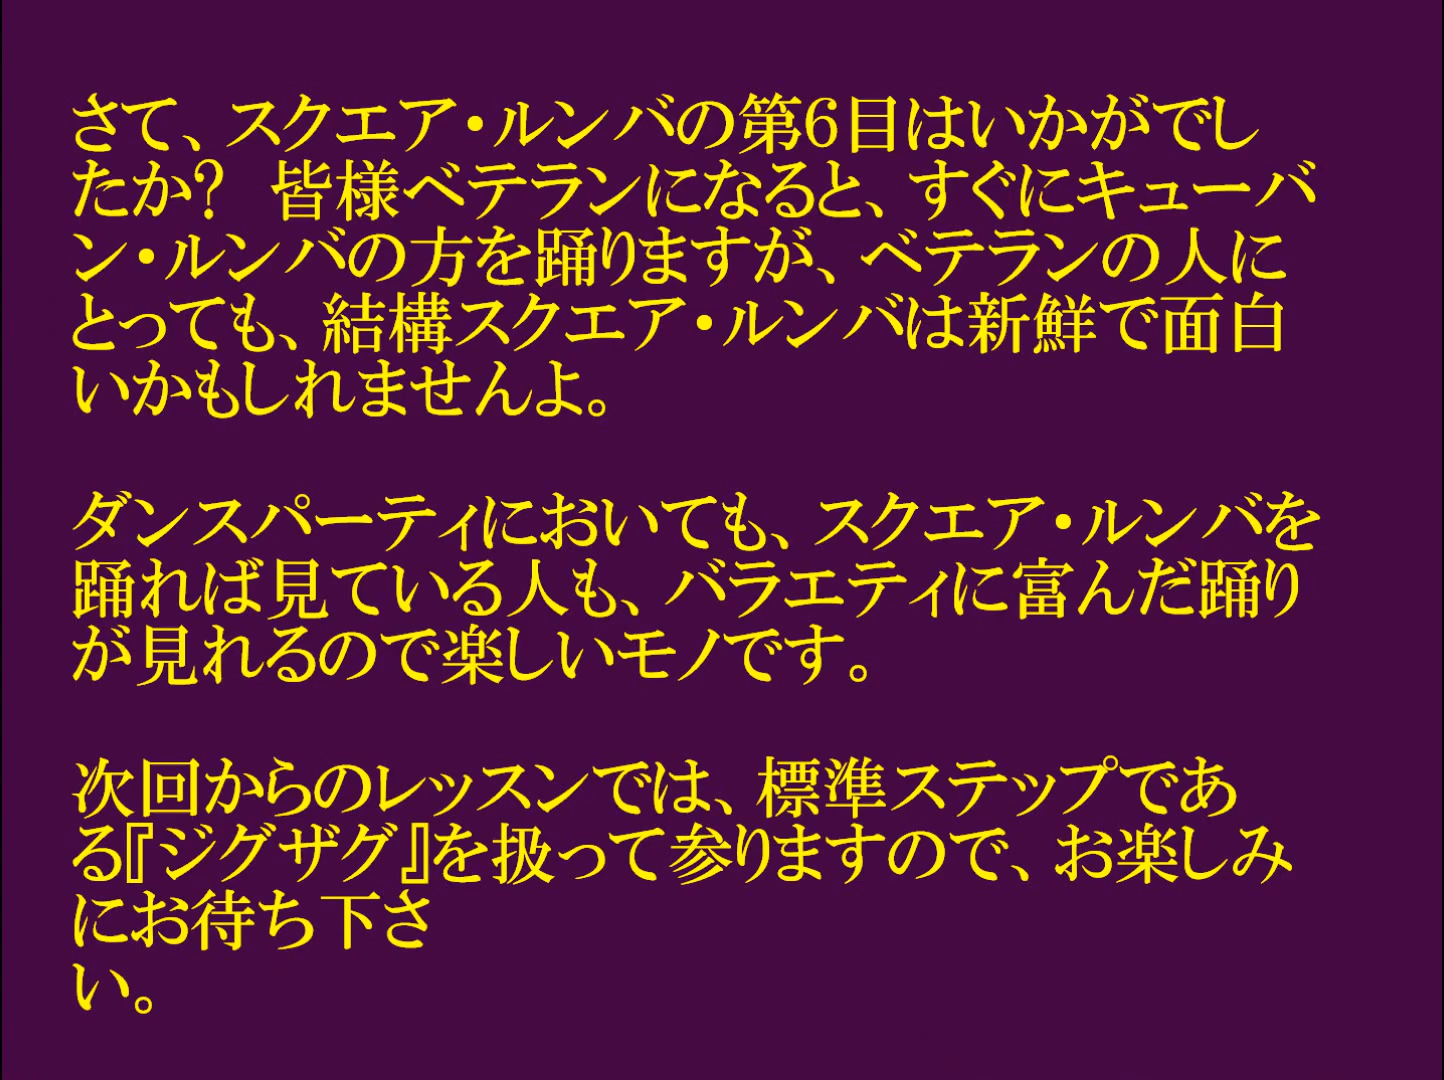 さて、スクエア・ルンバの第6目はいかがでし
たか?　皆様ベテランになると、すぐにキューバ
ン・ルンバの方を踊りますが、ベテランの人に
とっても、結構スクエア・ルンバは新鮮で面白
いかもしれませんよ。
ダンスパーティにおいても、スクエア・ルンバを
踊れば見ている人も、バラエティに富んだ踊り
が見れるので楽しいモノです。
次回からのレッスンでは、標準ステップであ
る『ジグザグ』を扱って参りますので、お楽しみ
にお待ち下さ
い。